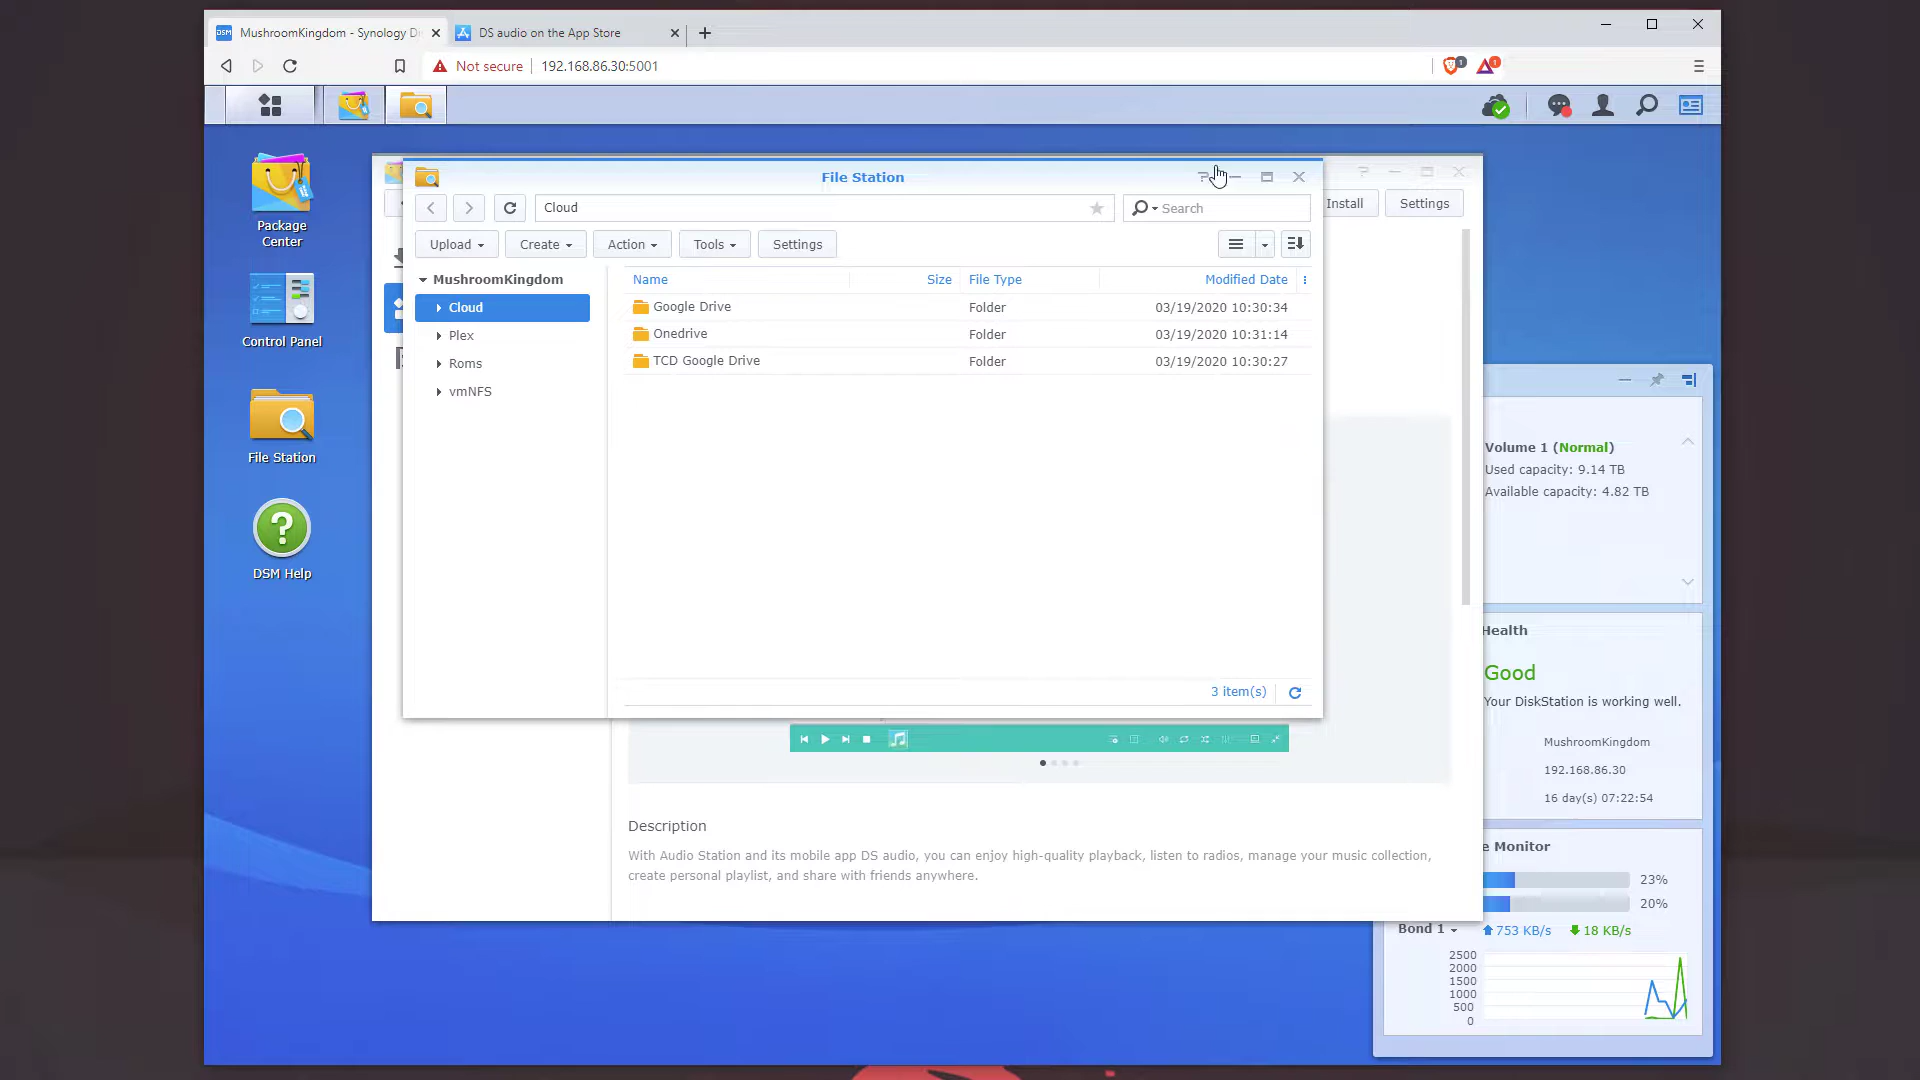 MushroomKingdom - Synology D
DS audio on the App Store
Not secure
192.168.86.30:5001
1
1
Package
Center
Control Panel
File Station
DSM Help
File Station
Cloud
Search
Install
Settings
Upload
Create
Action
Tools
Settings
MushroomKingdom
Cloud
Plex
Roms
vmNFS
Name
Size
File Type
Modified Date
Google Drive
Folder
03/19/2020 10:30:34
Onedrive
Folder
03/19/2020 10:31:14
TCD Google Drive
Folder
03/19/2020 10:30:27
3 item(s)
Description
With Audio Station and its mobile app DS audio, you can enjoy high-quality playback, listen to radios, manage your music collection,
create personal playlist, and share with friends anywhere.
Volume 1 (Normal)
Used capacity: 9.14 TB
Available capacity: 4.82 TB
Health
Good
Your DiskStation is working well.
MushroomKingdom
192.168.86.30
16 day(s) 07:22:54
e Monitor
23%
20%
Bond 1
753 KB/s
18 KB/s
2500
2000
1500
1000
500
0